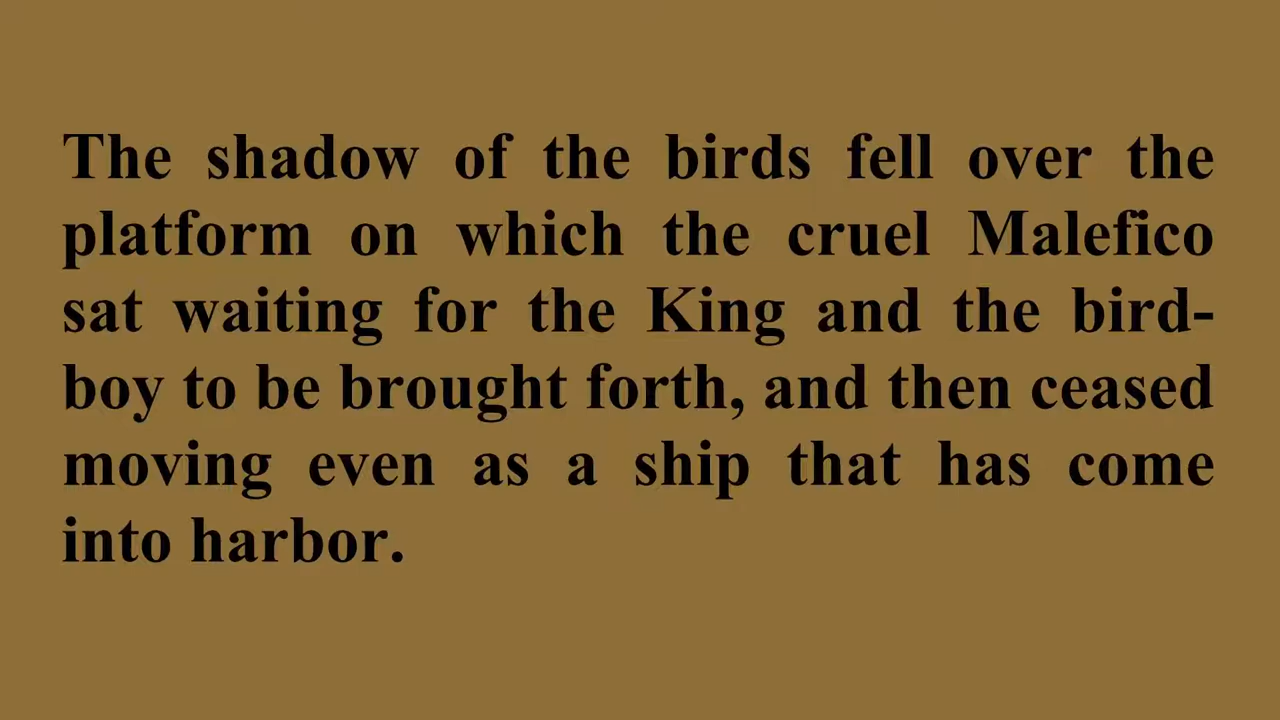 The shadow of the birds fell over the
platform on which the cruel Malefico
sat waiting for the King and the bird-
boy to be brought forth, and then ceased
moving even as a ship that has come
into harbor.